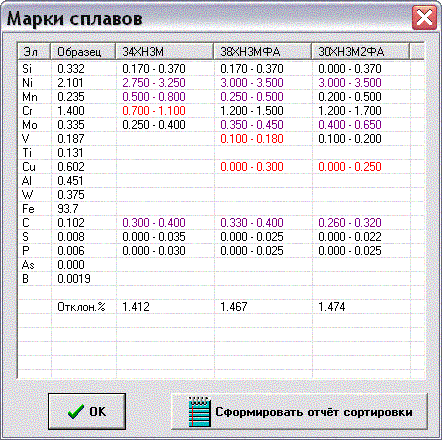 Марки сплавов
Эл Образец 34ХН3М 38ХН3МФА 30ХН3М2ФА
Si 0.332 0.170 - 0.370 0.170 - 0.370 0.000 - 0.370
Ni 2.101 2.750 - 3.250 3.000 - 3.500 3.000 - 3.500
Mn 0.235 0.500 - 0.800 0.250 - 0.500 0.200 - 0.500
Cr 1.400 0.700 - 1.100 1.200 - 1.500 1.200 - 1.700
Mo 0.335 0.250 - 0.400 0.350 - 0.450 0.400 - 0.650
V 0.187 0.100 - 0.180 0.100 - 0.200
Ti 0.131
Cu 0.602 0.000 - 0.300 0.000 - 0.250
Al 0.451
W 0.375
Fe 93.7
C 0.102 0.300 - 0.400 0.330 - 0.400 0.260 - 0.320
S 0.008 0.000 - 0.035 0.000 - 0.025 0.000 - 0.022
P 0.006 0.000 - 0.030 0.000 - 0.025 0.000 - 0.025
As 0.000
B 0.0019
Отклон.% 1.412 1.467 1.474
OK
Сформировать отчёт сортировки